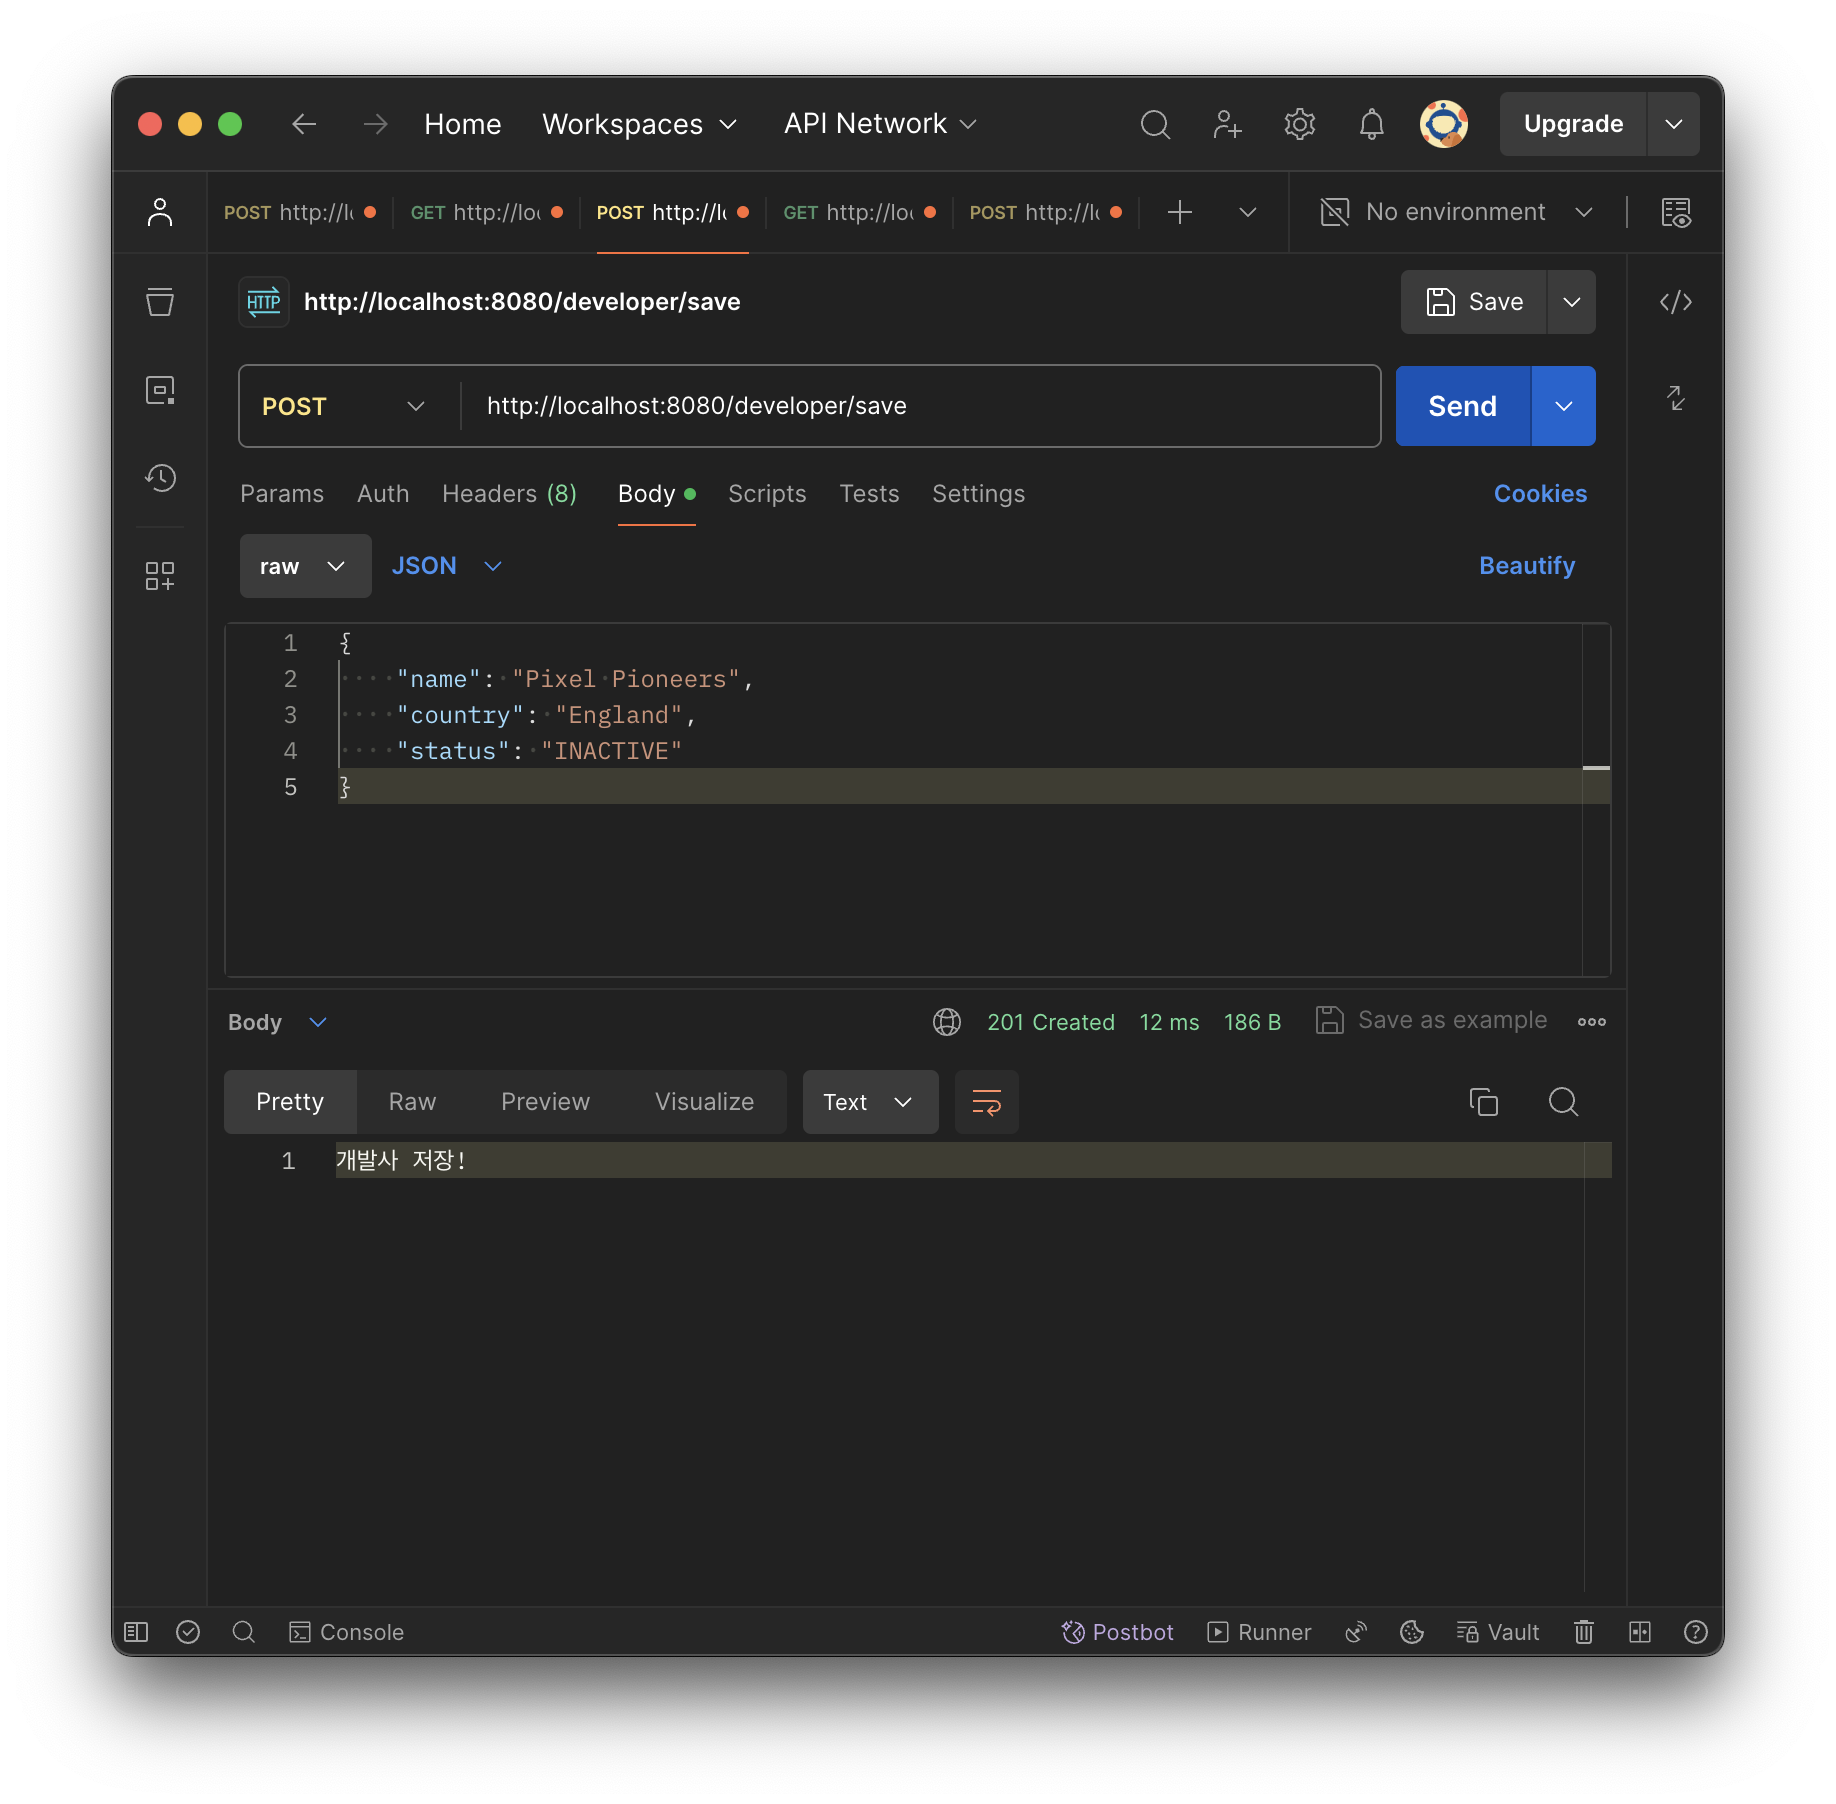 Home Workspaces API Network Upgrade
POST http://l GET http://lo POST http://l GET http://lo POST http://l No environment
HTTP http://localhost:8080/developer/save Save
POST http://localhost:8080/developer/save Send
Params Auth Headers (8) Body Scripts Tests Settings Cookies
raw JSON Beautify
1 {
2 "name": "Pixel Pioneers",
3 "country": "England",
4 "status": "INACTIVE"
5 }
Body 201 Created 12 ms 186 B Save as example
Pretty Raw Preview Visualize Text
1 개발사 저장!
Console Postbot Runner Vault